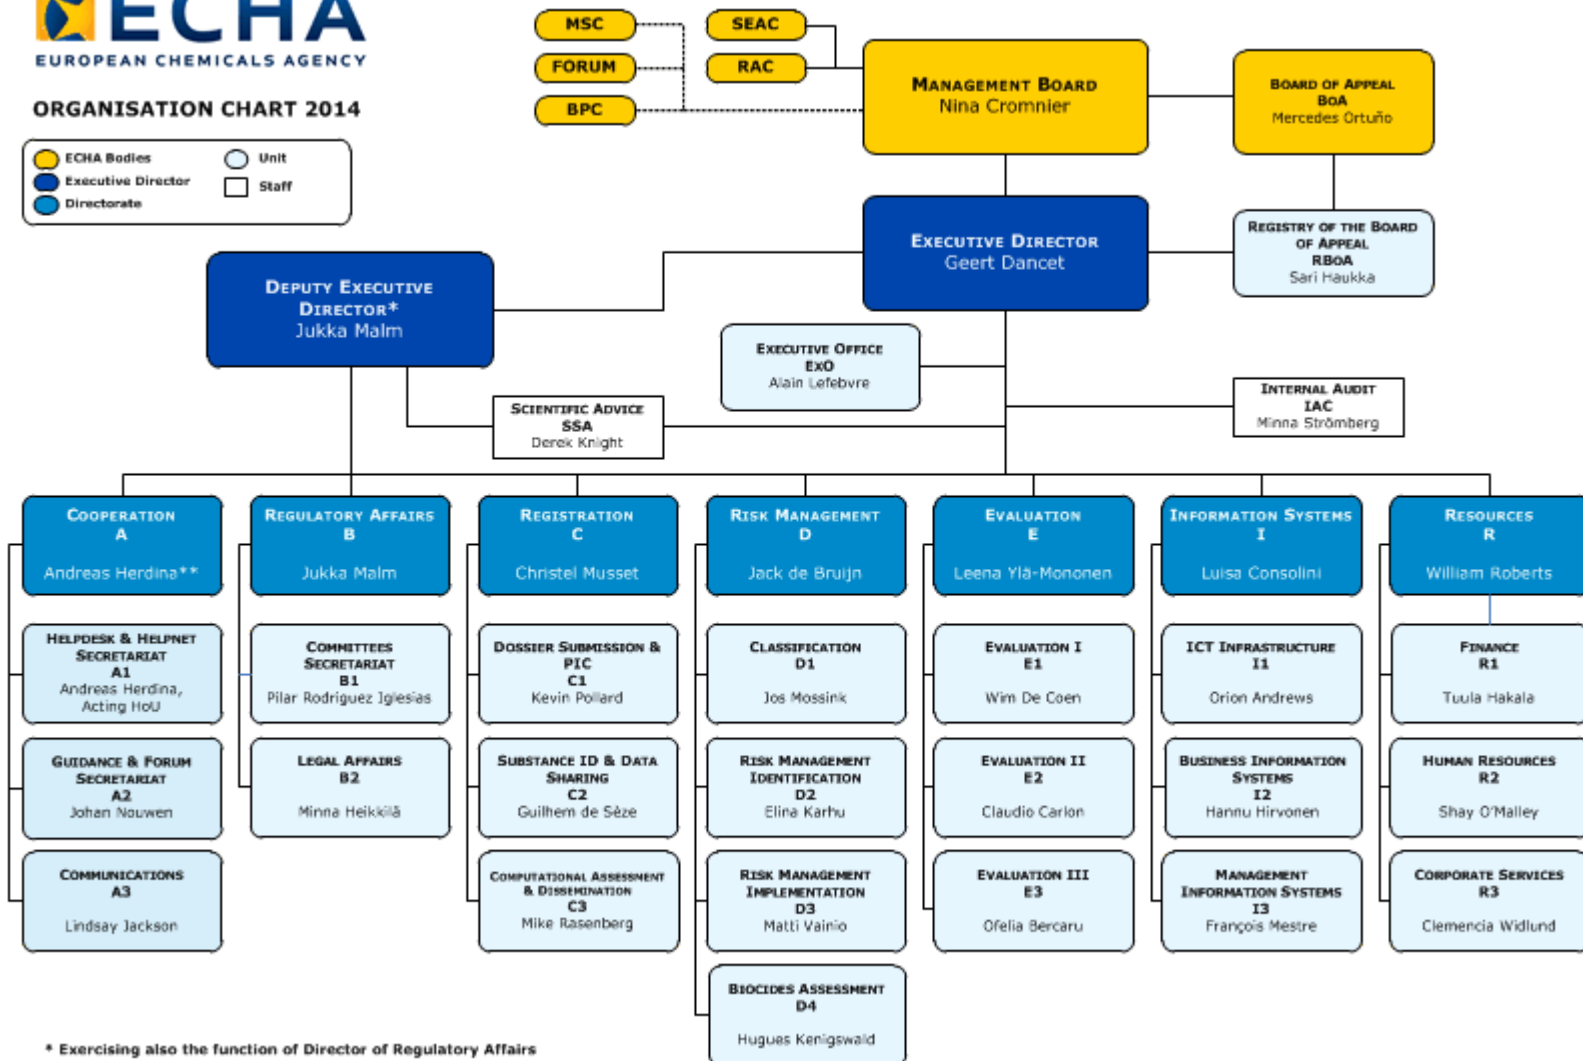 ECHA
EUROPEAN CHEMICALS AGENCY
ORGANISATION CHART 2014
ECHA Bodies
Executive Director
Directorate
Unit
Staff
MSC
FORUM
BPC
SEAC
RAC
MANAGEMENT BOARD
Nina Cromnier
BOARD OF APPEAL
BOA
Mercedes Ortuño
EXECUTIVE DIRECTOR
Geert Dancet
REGISTRY OF THE BOARD
OF APPEAL
RBOA
Sari Haukka
DEPUTY EXECUTIVE
DIRECTOR*
Jukka Malm
EXECUTIVE OFFICE
EXO
Alain Lefebvre
SCIENTIFIC ADVICE
SSA
Derek Knight
INTERNAL AUDIT
IAC
Minna Strömberg
COOPERATION
A
Andreas Herdina**
REGULATORY AFFAIRS
B
Jukka Malm
REGISTRATION
C
Christel Musset
RISK MANAGEMENT
D
Jack de Bruijn
EVALUATION
E
Leena Ylä-Mononen
INFORMATION SYSTEMS
I
Luisa Consolini
RESOURCES
R
William Roberts
HELPDESK & HELPNET
SECRETARIAT
A1
Andreas Herdina,
Acting HoU
COMMITTEES
SECRETARIAT
B1
Pilar Rodriguez Iglesias
DOSSIER SUBMISSION &
PIC
C1
Kevin Pollard
CLASSIFICATION
D1
Jos Mossink
EVALUATION I
E1
Wim De Coen
ICT INFRASTRUCTURE
I1
Orion Andrews
FINANCE
R1
Tuula Hakala
GUIDANCE & FORUM
SECRETARIAT
A2
Johan Nouwen
LEGAL AFFAIRS
B2
Minna Heikkilä
SUBSTANCE ID & DATA
SHARING
C2
Guilhem de Sèze
RISK MANAGEMENT
IDENTIFICATION
D2
Elina Karhu
EVALUATION II
E2
Claudio Carlon
BUSINESS INFORMATION
SYSTEMS
I2
Hannu Hirvonen
HUMAN RESOURCES
R2
Shay O'Malley
COMMUNICATIONS
A3
Lindsay Jackson
COMPUTATIONAL ASSESSMENT
& DISSEMINATION
C3
Mike Rasenberg
RISK MANAGEMENT
IMPLEMENTATION
D3
Matti Vainio
EVALUATION III
E3
Ofelia Bercaru
MANAGEMENT
INFORMATION SYSTEMS
I3
François Mestre
CORPORATE SERVICES
R3
Clemencia Widlund
BIOCIDES ASSESSMENT
D4
Hugues Kenigswald
* Exercising also the function of Director of Regulatory Affairs